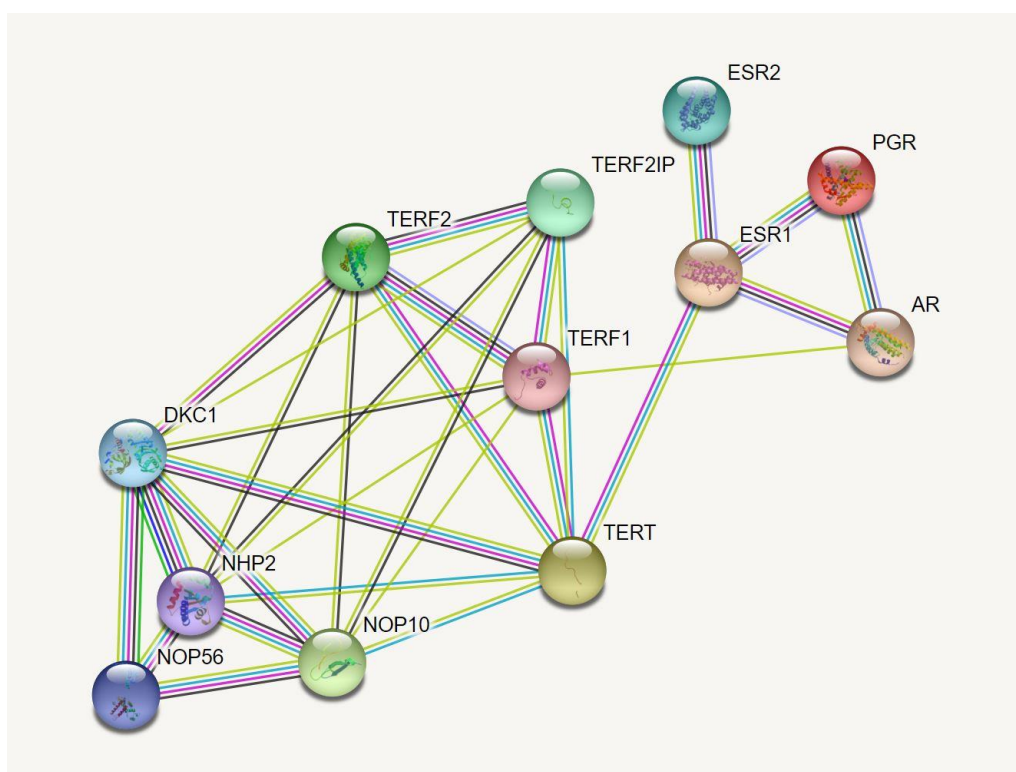 ESR2
PGR
TERF2IP
TERF2
ESR1
AR
TERF1
DKC1
TERT
NHP2
NOP10
NOP56